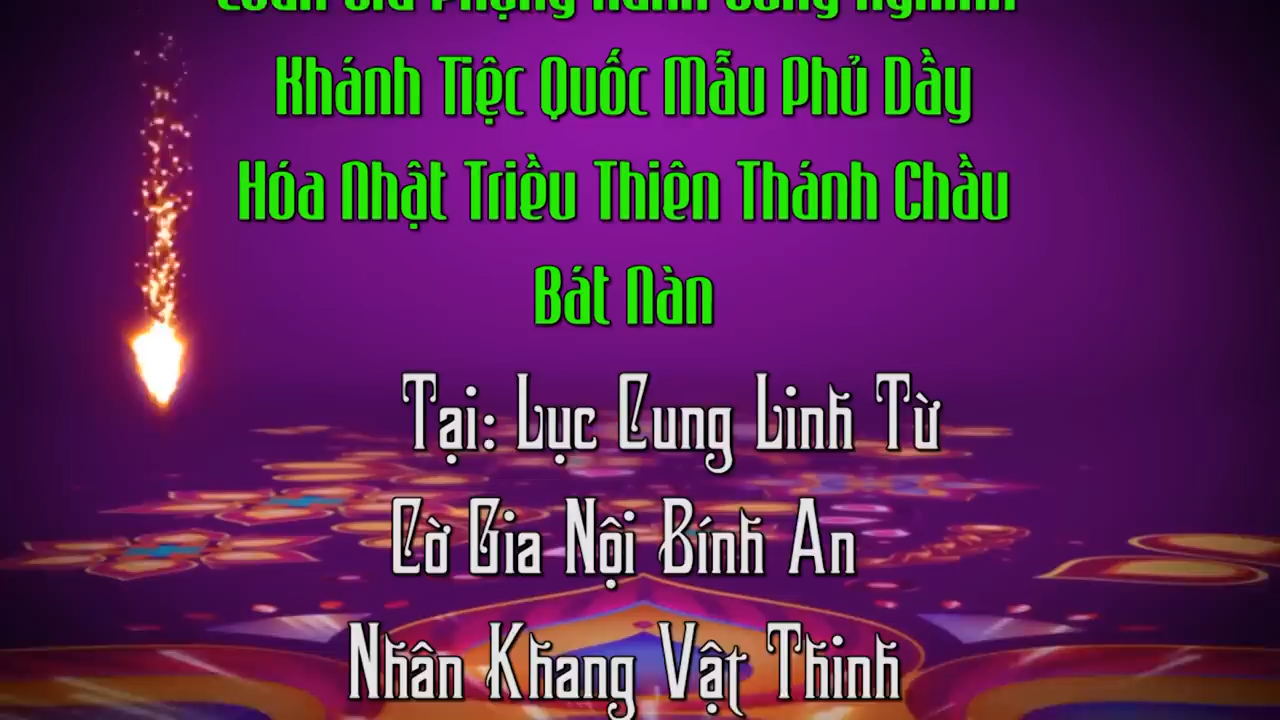 Khánh Tiệc Quốc Mẫu Phủ Dầy
Hóa Nhật Triều Thiên Thánh Chầu
Bát Nàn
Tại: Lục Cung Linh Từ
Cờ Gia Nội Bính An
Nhân Khang Vật Thinh